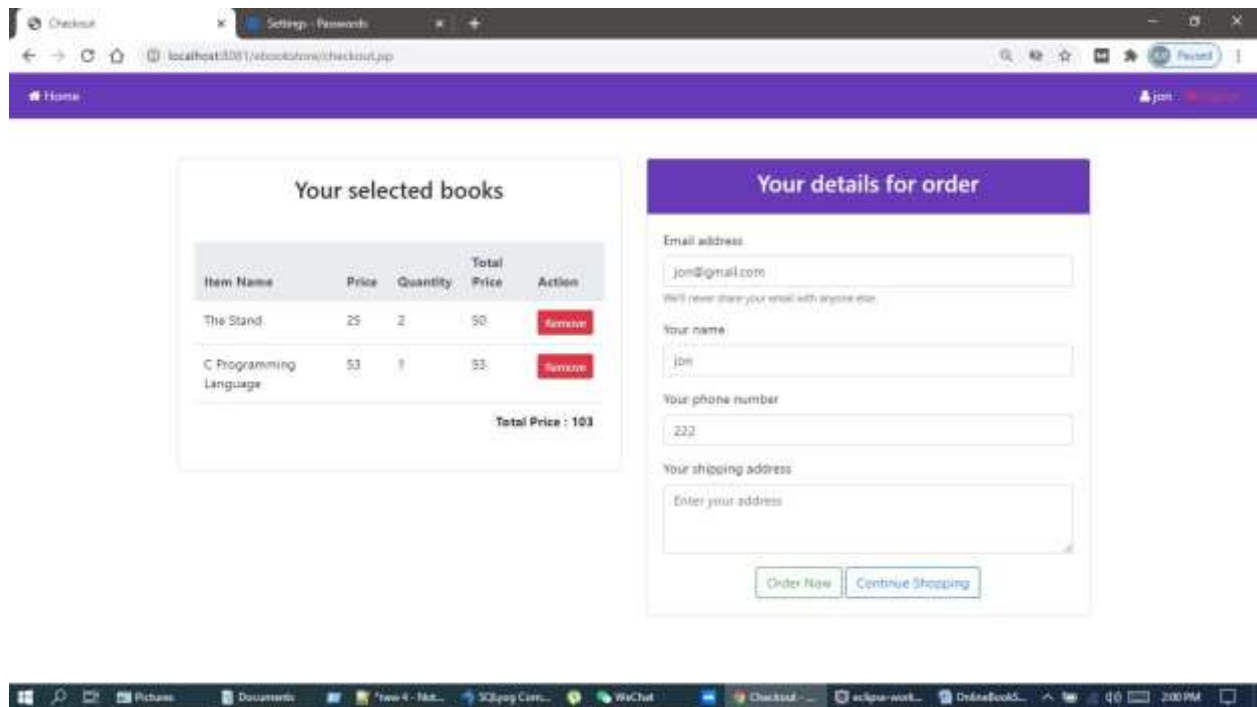 Checkout
Settings - Passwords
localhost:8081/ebookstore/checkout.jsp
Paused
Home
jon
Your selected books
Item Name Price Quantity Total Price Action
The Stand 25 2 50 Remove
C Programming Language 53 1 53 Remove
Total Price : 103
Your details for order
Email address
jon@gmail.com
We'll never share your email with anyone else.
Your name
jon
Your phone number
222
Your shipping address
Enter your address
Order Now
Continue Shopping
Pictures
Documents
*new 4 - Not...
SQLyog Com...
WeChat
Checkout - ...
eclipse-work...
OnlineBookS...
2:00 PM